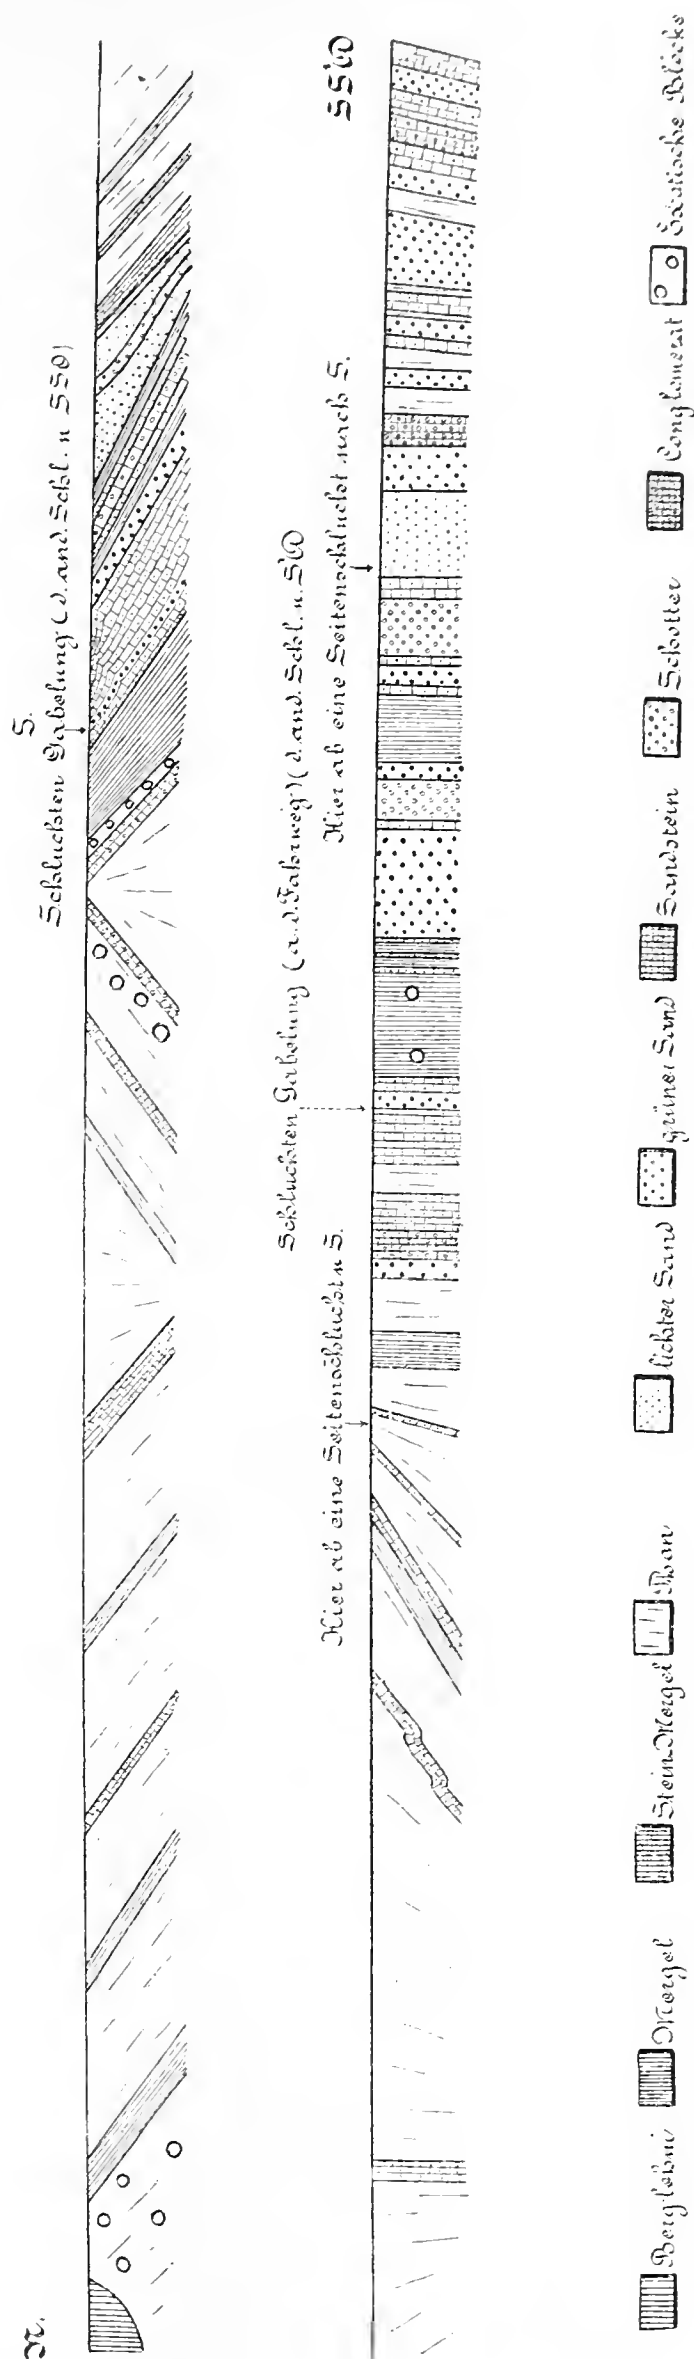 N.
S.
Schluchten Gabelung (d. and. Schl. n SSO)
SSW
Schluchten Gabelung (a. d. Fahrweg) (d. and. Schl. n. SW
Hier ab eine Seitenschlucht nach S.
Hier ab eine Seitenschlucht n S.
Berglehm
Mergel
Stein Mergel
Thon
lichter Sand
grüner Sand
Sandstein
Schotter
Conglomerat
Exotische Blöcke